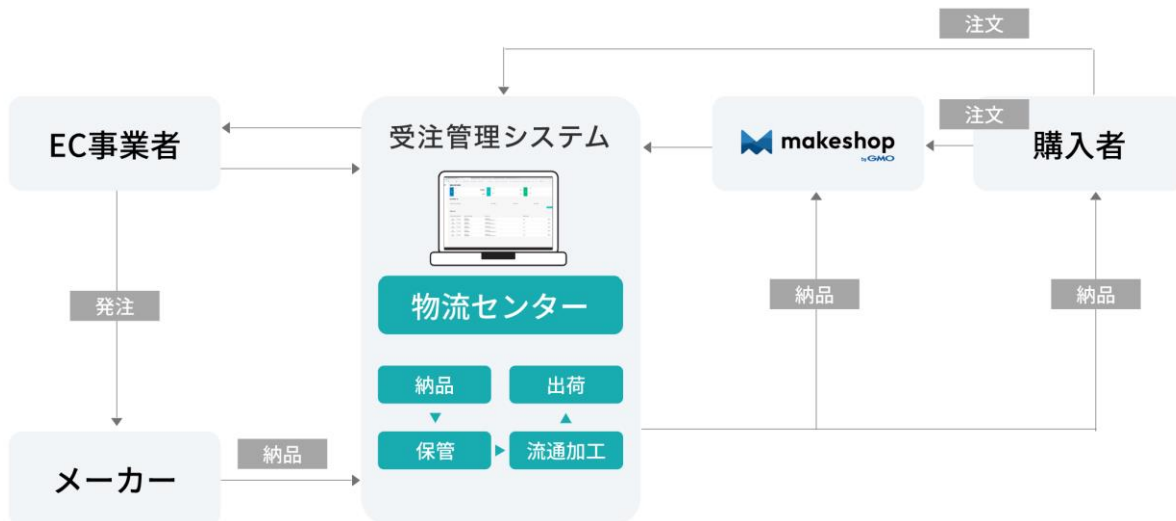 注文
EC事業者
受注管理システム
makeshop
by GMO
注文
購入者
物流センター
発注
納品
納品
納品
出荷
保管
流通加工
納品
メーカー